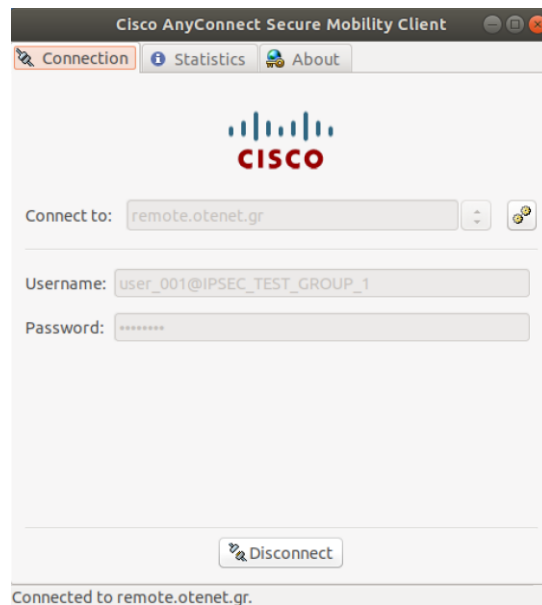 Cisco AnyConnect Secure Mobility Client
Connection Statistics About
CISCO
Connect to: remote.otenet.gr
Username: user_001@IPSEC_TEST_GROUP_1
Password: ••••••••
Disconnect
Connected to remote.otenet.gr.